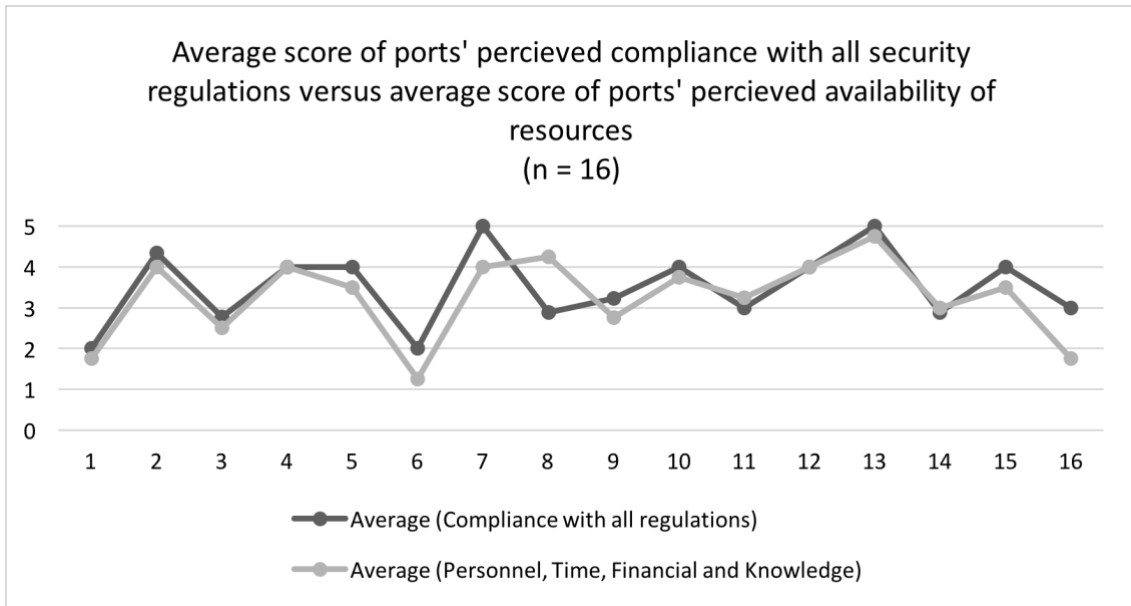 Average score of ports' percieved compliance with all security
regulations versus average score of ports' percieved availability of
resources
(n = 16)
5
4
3
2
1
0
1 2 3 4 5 6 7 8 9 10 11 12 13 14 15 16
Average (Compliance with all regulations)
Average (Personnel, Time, Financial and Knowledge)